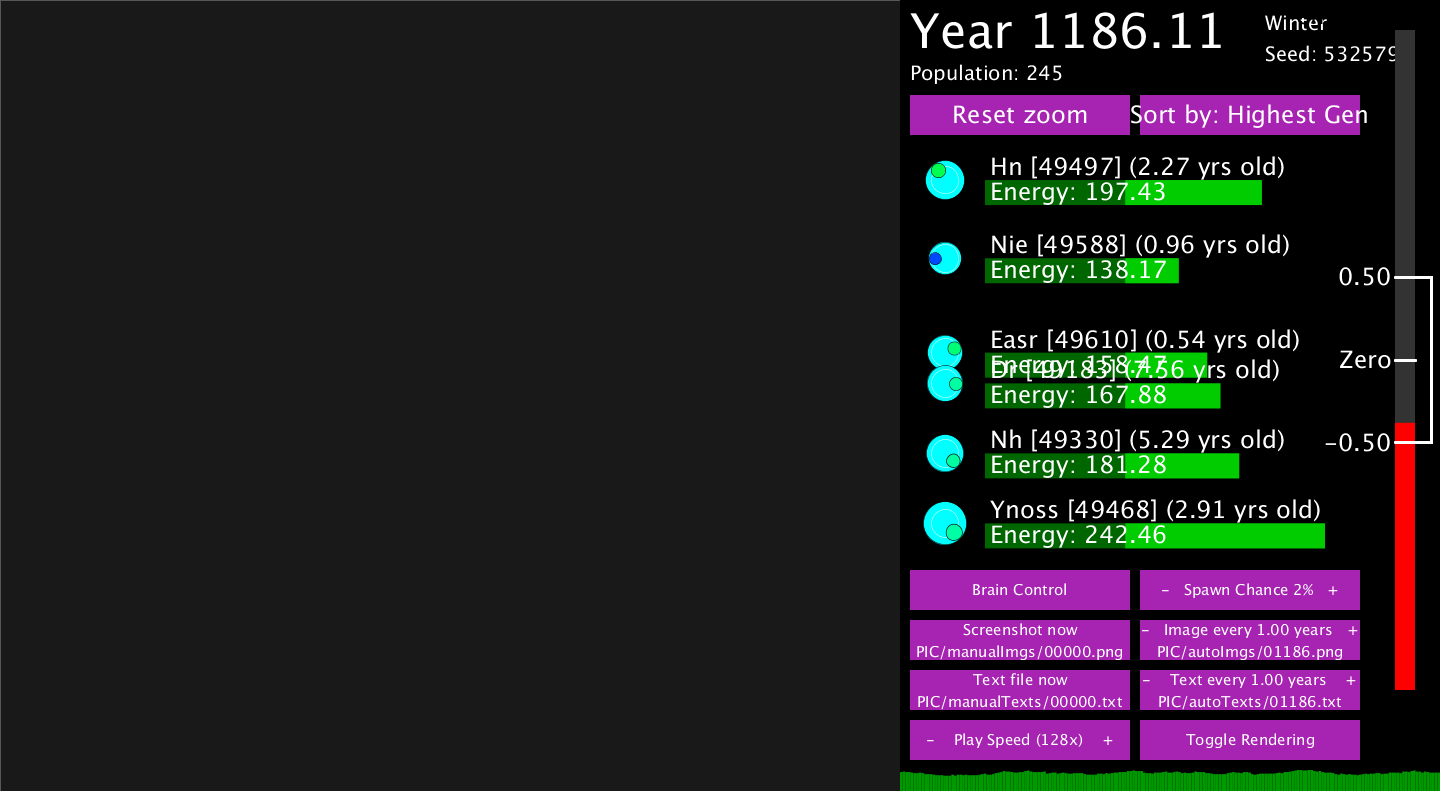 Year 1186.11
Winter
Seed: 532579
Population: 245
Reset zoom
Sort by: Highest Gen
Hn [49497] (2.27 yrs old)
Energy: 197.43
Nie [49588] (0.96 yrs old)
Energy: 138.17
0.50
Easr [49610] (0.54 yrs old)
Energy: 158.47
Zero
Dr [49183] (7.56 yrs old)
Energy: 167.88
Nh [49330] (5.29 yrs old)
-0.50
Energy: 181.28
Ynoss [49468] (2.91 yrs old)
Energy: 242.46
Brain Control
- Spawn Chance 2% +
Screenshot now
PIC/manualImgs/00000.png
- Image every 1.00 years +
PIC/autoImgs/01186.png
Text file now
PIC/manualTexts/00000.txt
- Text every 1.00 years +
PIC/autoTexts/01186.txt
- Play Speed (128x) +
Toggle Rendering